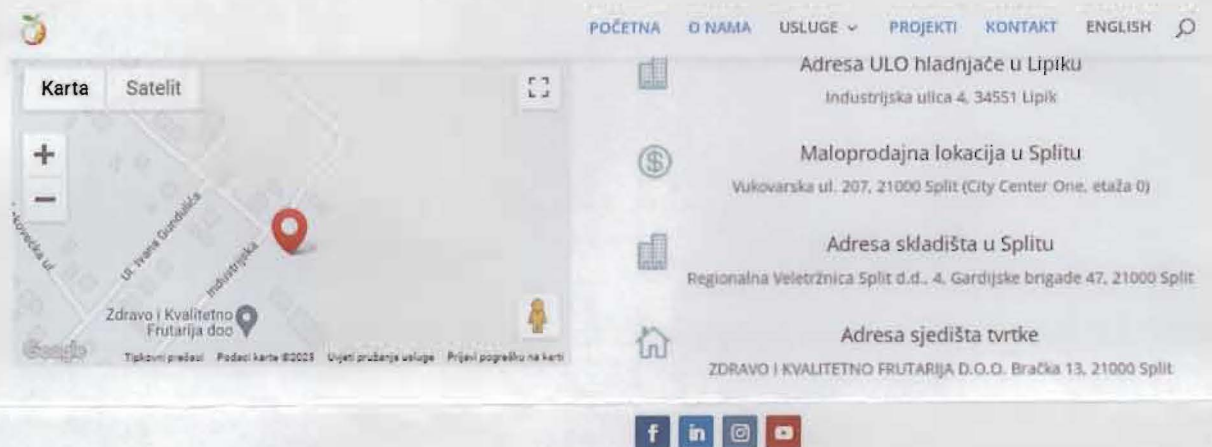 POČETNA O NAMA USLUGE PROJEKTI KONTAKT ENGLISH
Karta Satelit
Ul. Ivana Gundulića
Industrijska
Zdravo i Kvalitetno
Frutarija doo
Google
Tipkovni prečaci Podaci karte ©2025 Uvjeti pružanja usluge Prijavi pogrešku na karti
Adresa ULO hladnjače u Lipiku
Industrijska ulica 4, 34551 Lipik
Maloprodajna lokacija u Splitu
Vukovarska ul. 207, 21000 Split (City Center One, etaža 0)
Adresa skladišta u Splitu
Regionalna Veletržnica Split d.d., 4. Gardijske brigade 47, 21000 Split
Adresa sjedišta tvrtke
ZDRAVO I KVALITETNO FRUTARIJA D.O.O. Bračka 13, 21000 Split